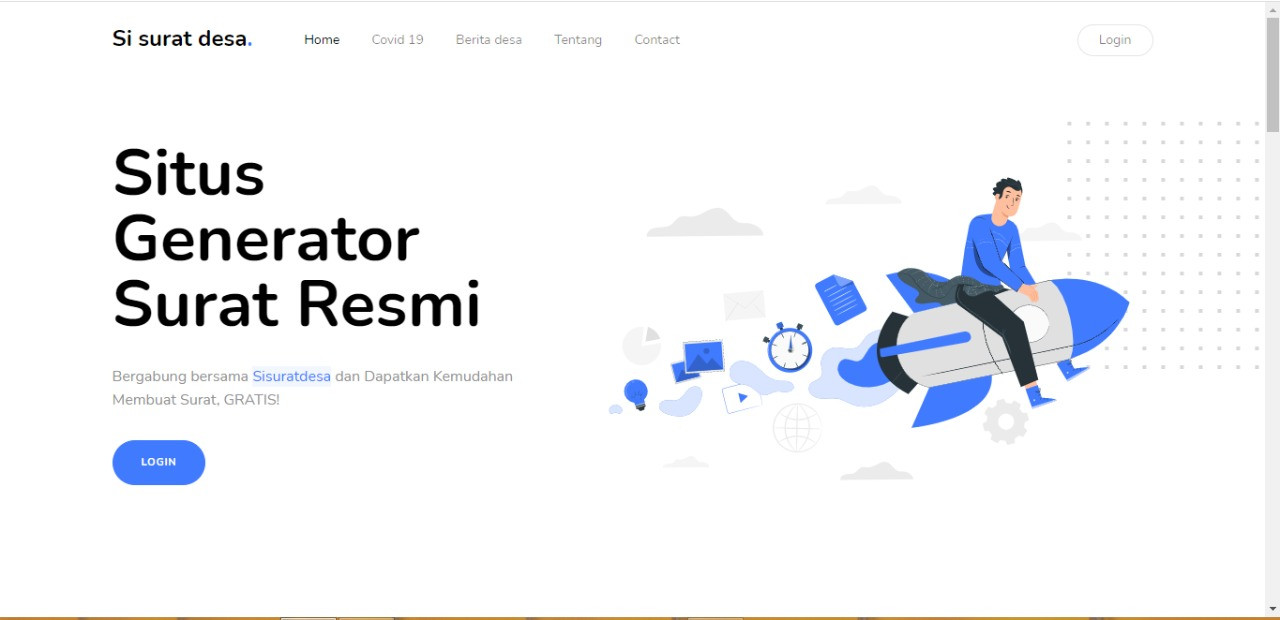 Si surat desa.
Home
Covid 19
Berita desa
Tentang
Contact
Login
Situs
Generator
Surat Resmi
Bergabung bersama Sisuratdesa dan Dapatkan Kemudahan
Membuat Surat, GRATIS!
LOGIN